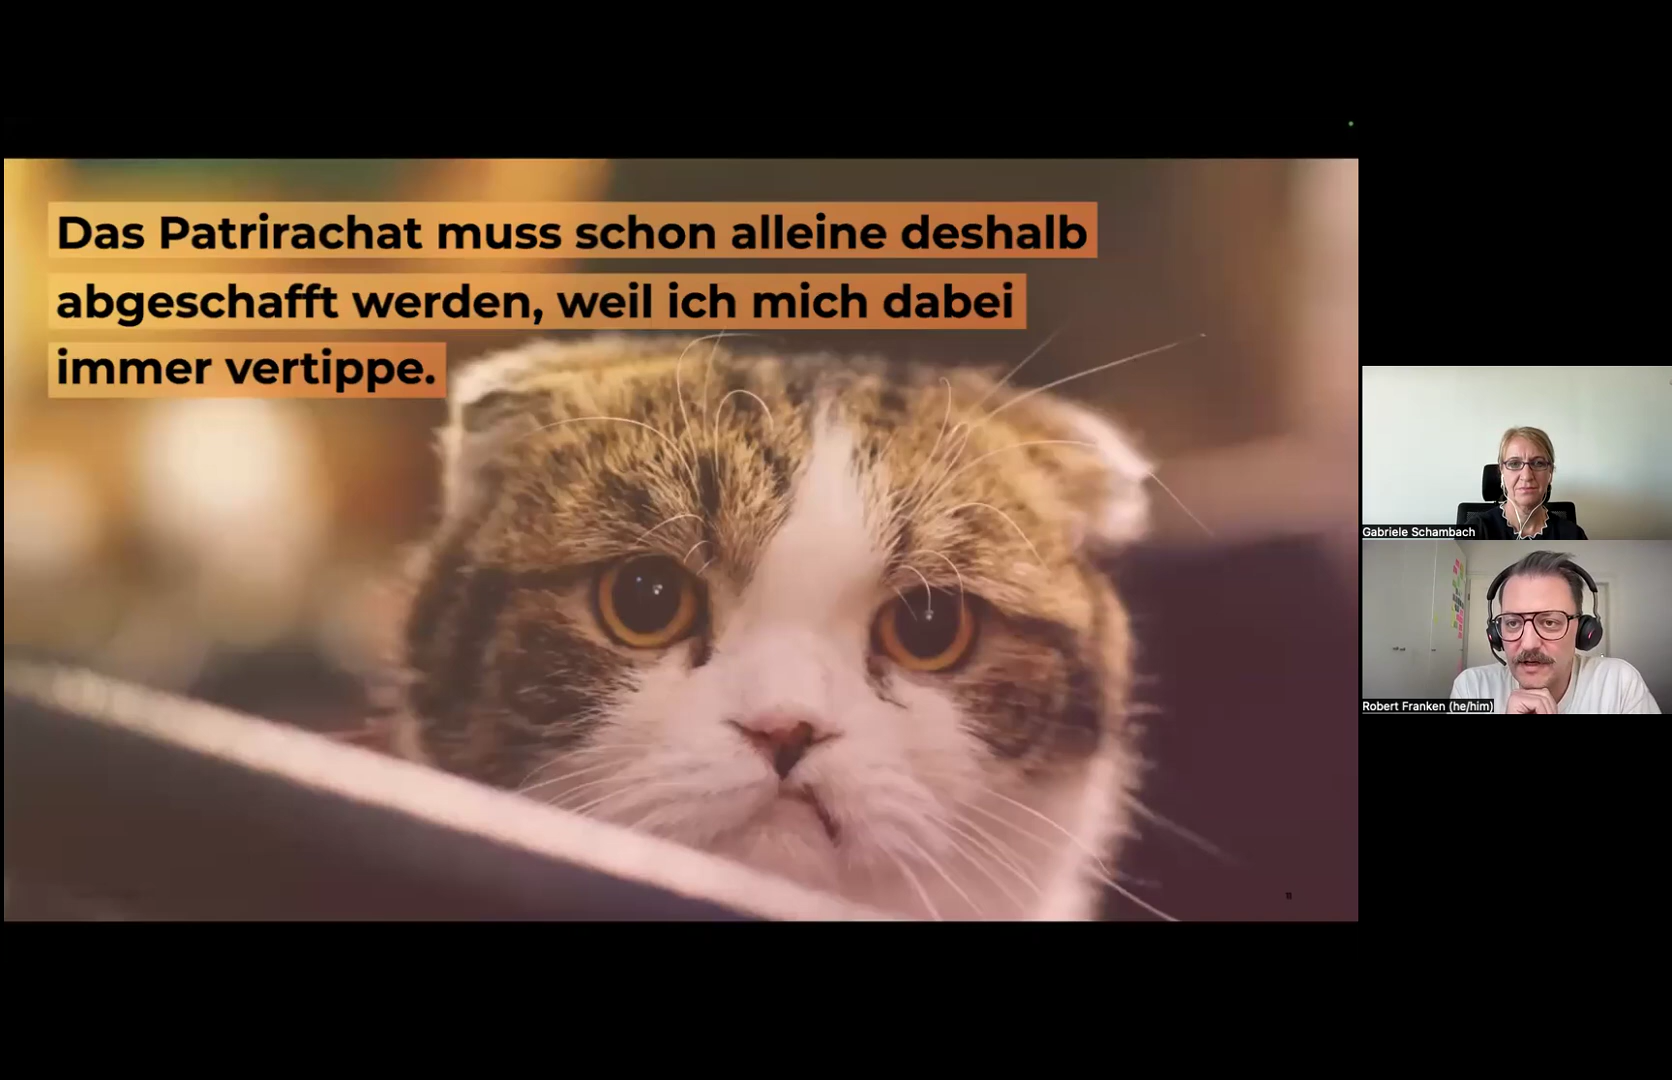 Das Patrirachat muss schon alleine deshalb
abgeschafft werden, weil ich mich dabei
immer vertippe.
Gabriele Schambach
Robert Franken (he/him)